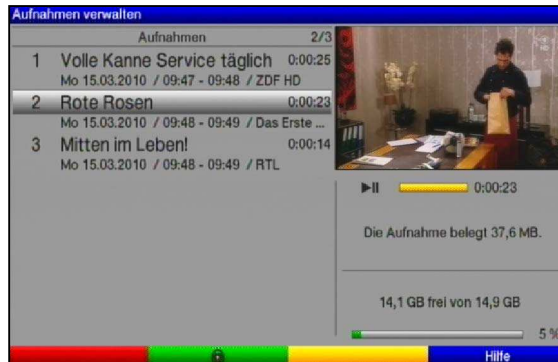 Aufnahmen verwalten
Aufnahmen 2/3
1 Volle Kanne Service täglich 0:00:25
Mo 15.03.2010 / 09:47 - 09:48 / ZDF HD
2 Rote Rosen 0:00:23
Mo 15.03.2010 / 09:48 - 09:49 / Das Erste ...
3 Mitten im Leben! 0:00:14
Mo 15.03.2010 / 09:48 - 09:49 / RTL
0:00:23
Die Aufnahme belegt 37,6 MB.
14,1 GB frei von 14,9 GB
5 %
Hilfe